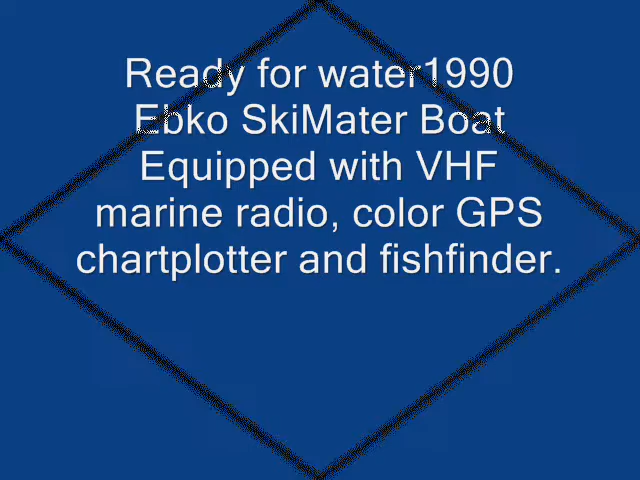 Ready for water1990
Ebko SkiMater Boat
Equipped with VHF
marine radio, color GPS
chartplotter and fishfinder.